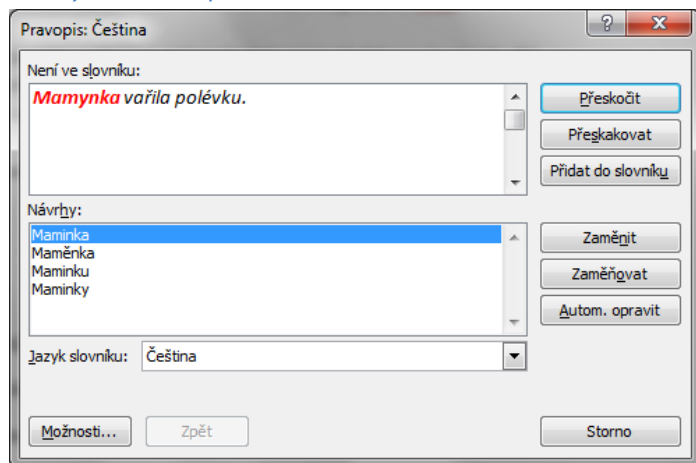 Pravopis: Čeština
Není ve slovníku:
Mamynka vařila polévku.
Přeskočit
Přeskakovat
Přidat do slovníku
Návrhy:
Maminka
Maměnka
Maminku
Maminky
Zaměnit
Zaměňovat
Autom. opravit
Jazyk slovníku: Čeština
Možnosti... Zpět Storno